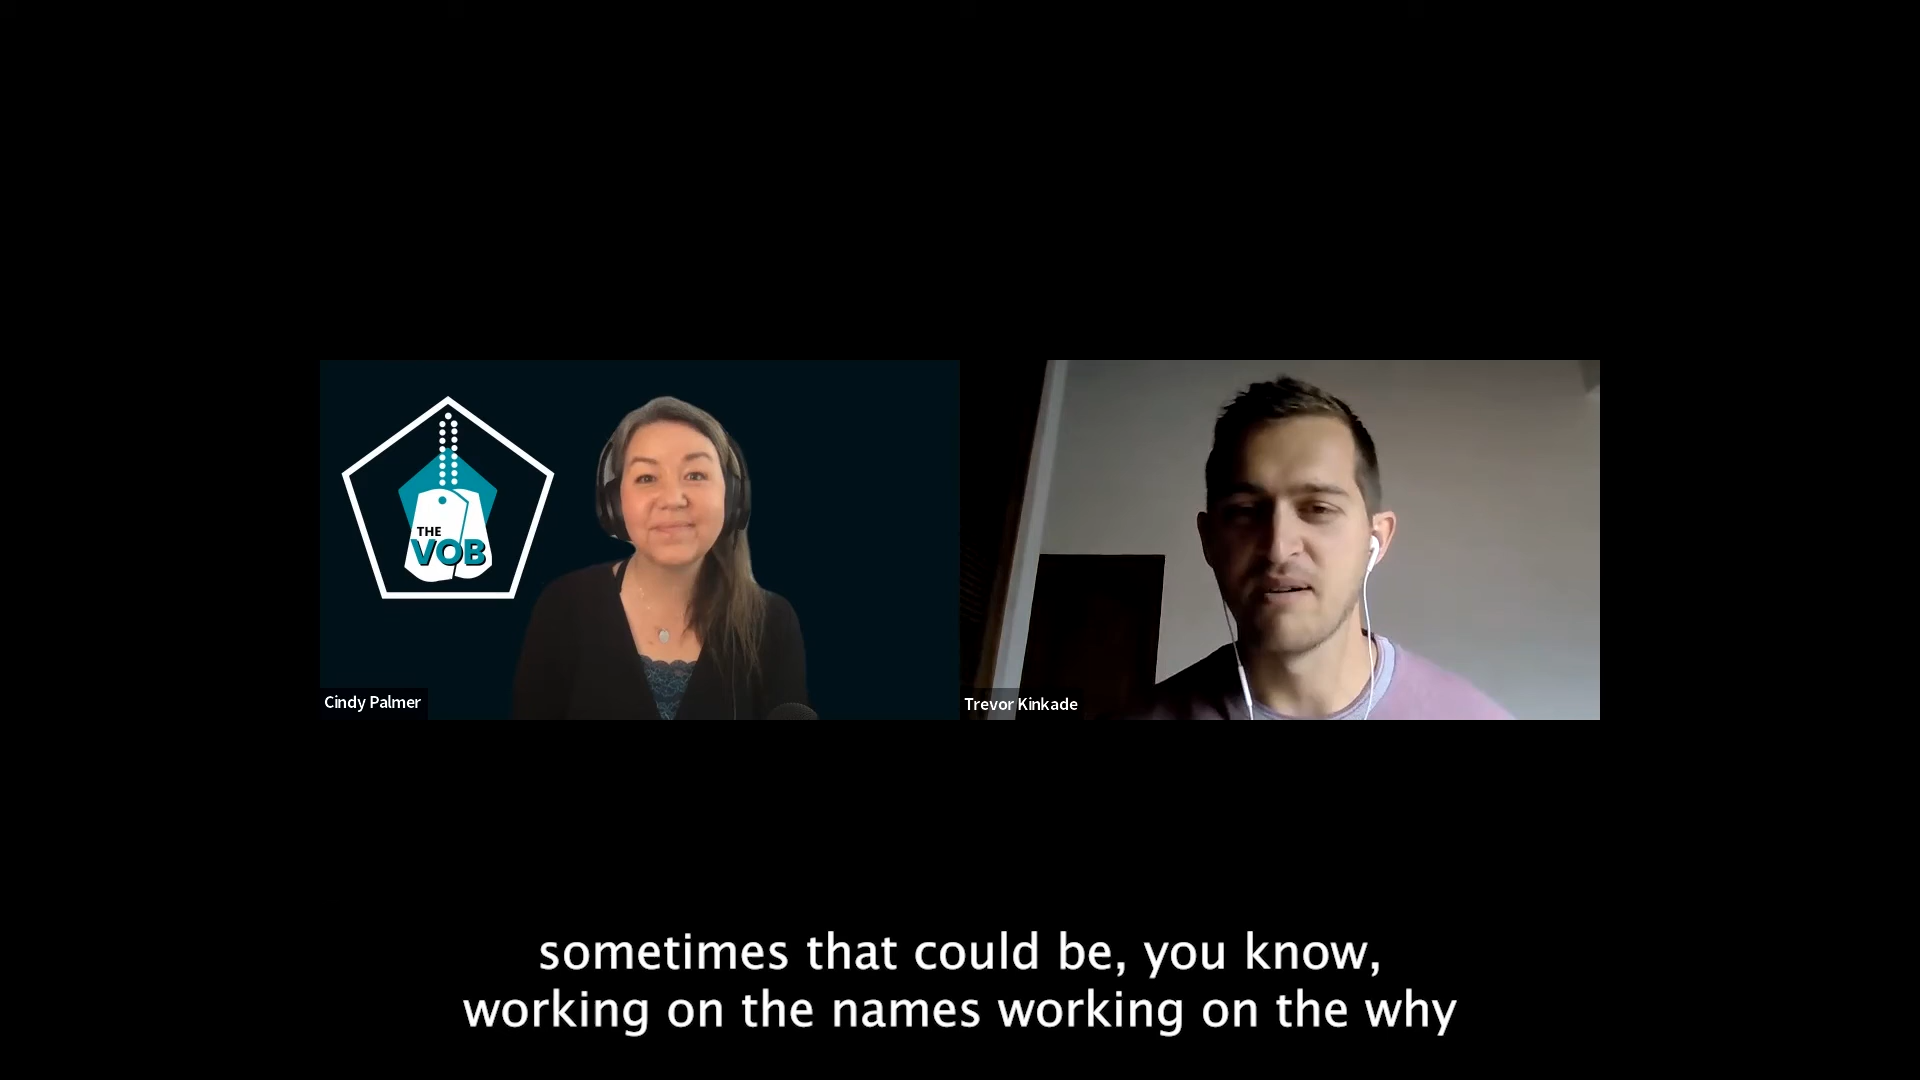 THE
VOB
Cindy Palmer
Trevor Kinkade
sometimes that could be, you know,
working on the names working on the why